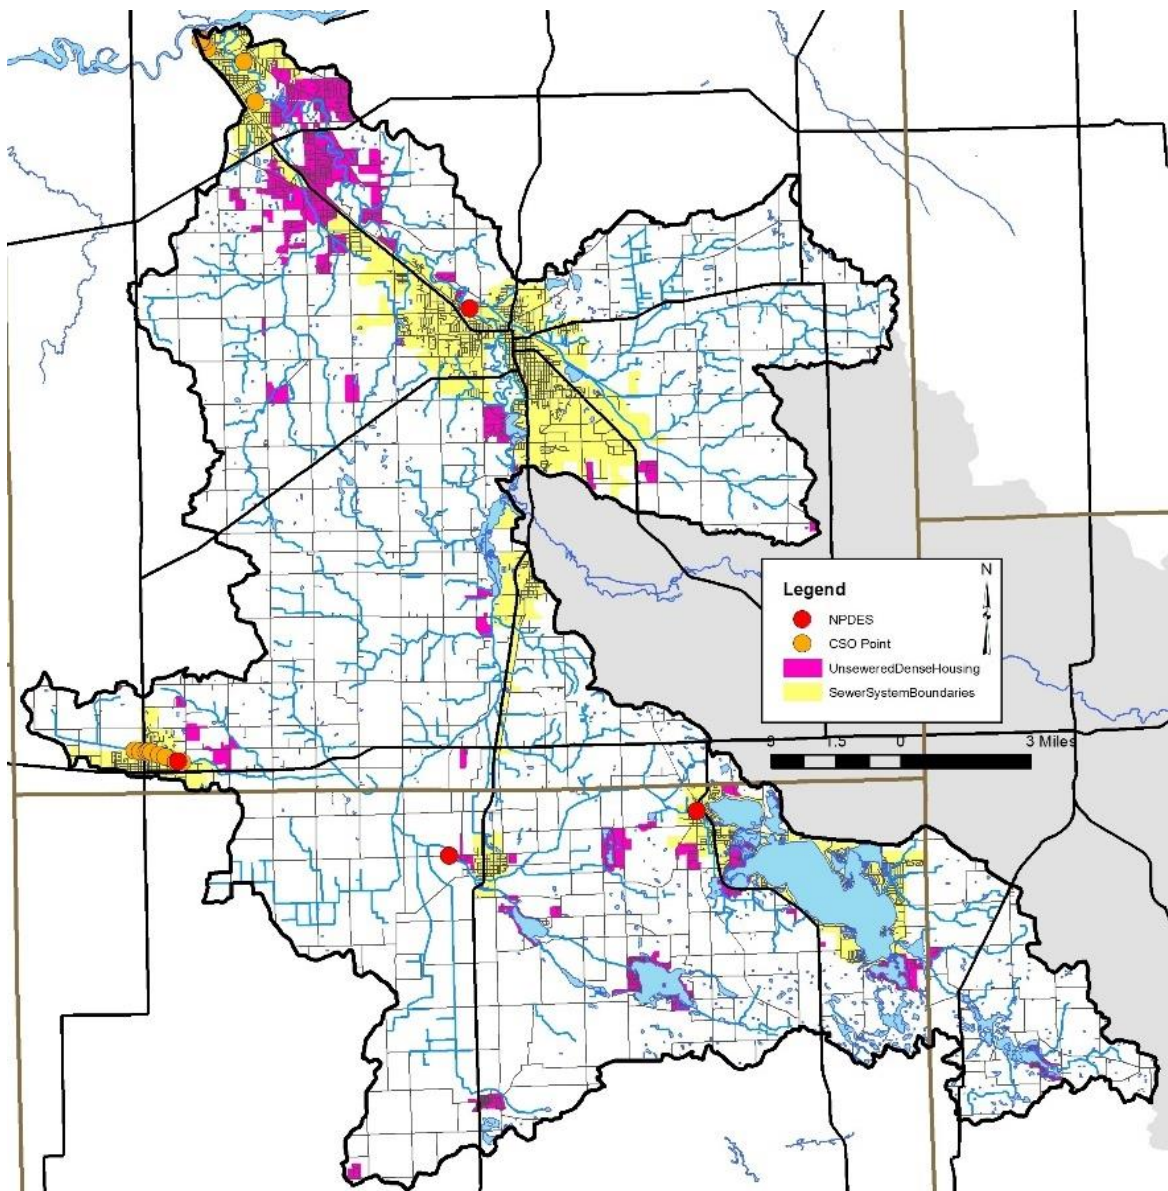 N
Legend
NPDES
CSO Point
UnseweredDenseHousing
SewerSystemBoundaries
3 1.5 0 3 Miles